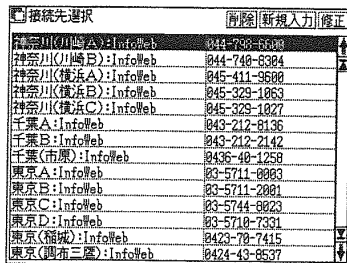 接続先選択 削除 新規入力 修正
神奈川(川崎A):InfoWeb 044-798-6600
神奈川(川崎B):InfoWeb 044-740-8304
神奈川(横浜A):InfoWeb 045-411-9600
神奈川(横浜B):InfoWeb 045-329-1063
神奈川(横浜C):InfoWeb 045-329-1027
千葉A:InfoWeb 043-212-8136
千葉B:InfoWeb 043-212-2142
千葉(市原):InfoWeb 0436-40-1258
東京A:InfoWeb 03-5711-0003
東京B:InfoWeb 03-5711-2001
東京C:InfoWeb 03-5744-8023
東京D:InfoWeb 03-5710-7331
東京(稲城):InfoWeb 0423-70-7415
東京(調布三鷹):InfoWeb 0424-43-8537